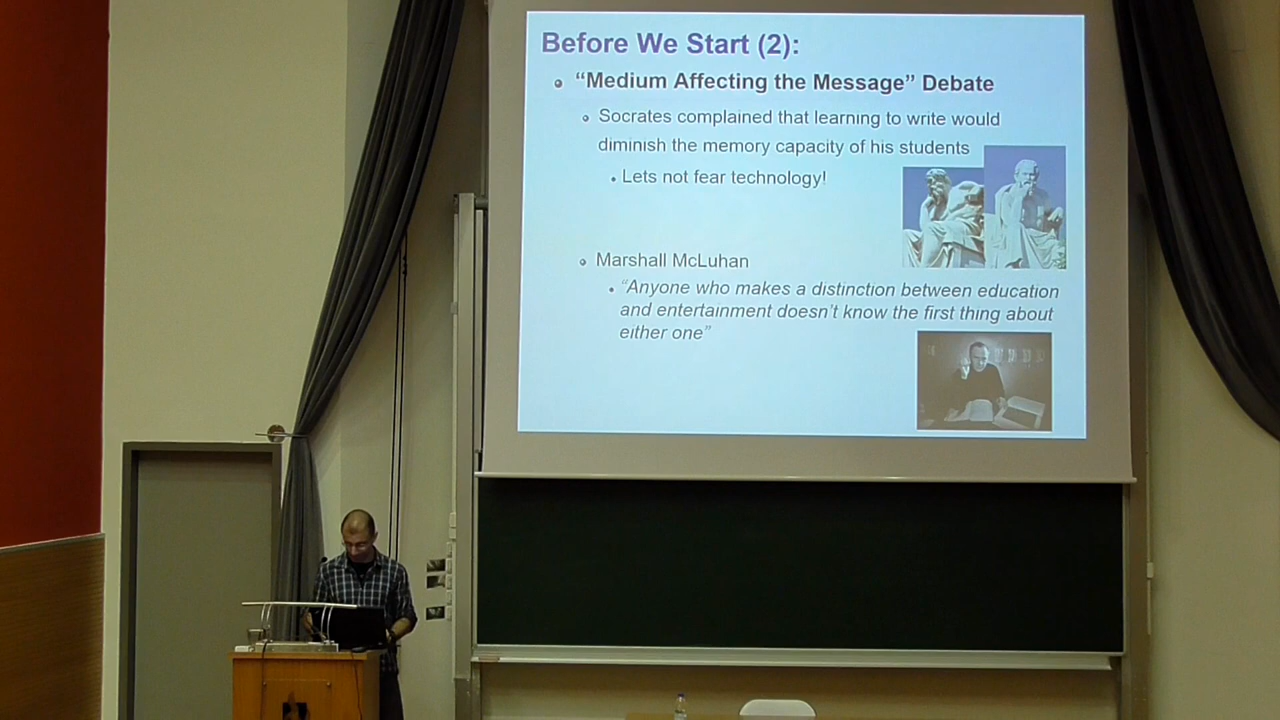 Before We Start (2):
“Medium Affecting the Message” Debate
Socrates complained that learning to write would
diminish the memory capacity of his students
Lets not fear technology!
Marshall McLuhan
“Anyone who makes a distinction between education
and entertainment doesn’t know the first thing about
either one”